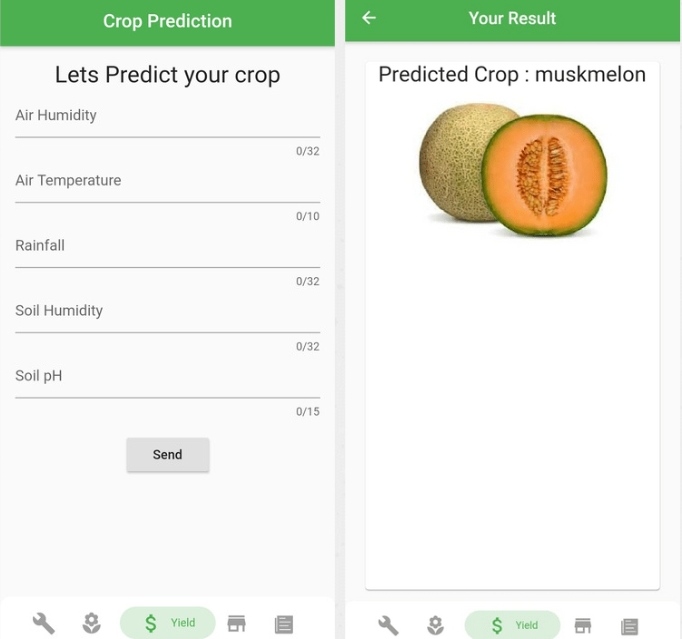 Crop Prediction
Lets Predict your crop
Air Humidity
0/32
Air Temperature
0/10
Rainfall
0/32
Soil Humidity
0/32
Soil pH
0/15
Send
$ Yield
Your Result
Predicted Crop : muskmelon
$ Yield